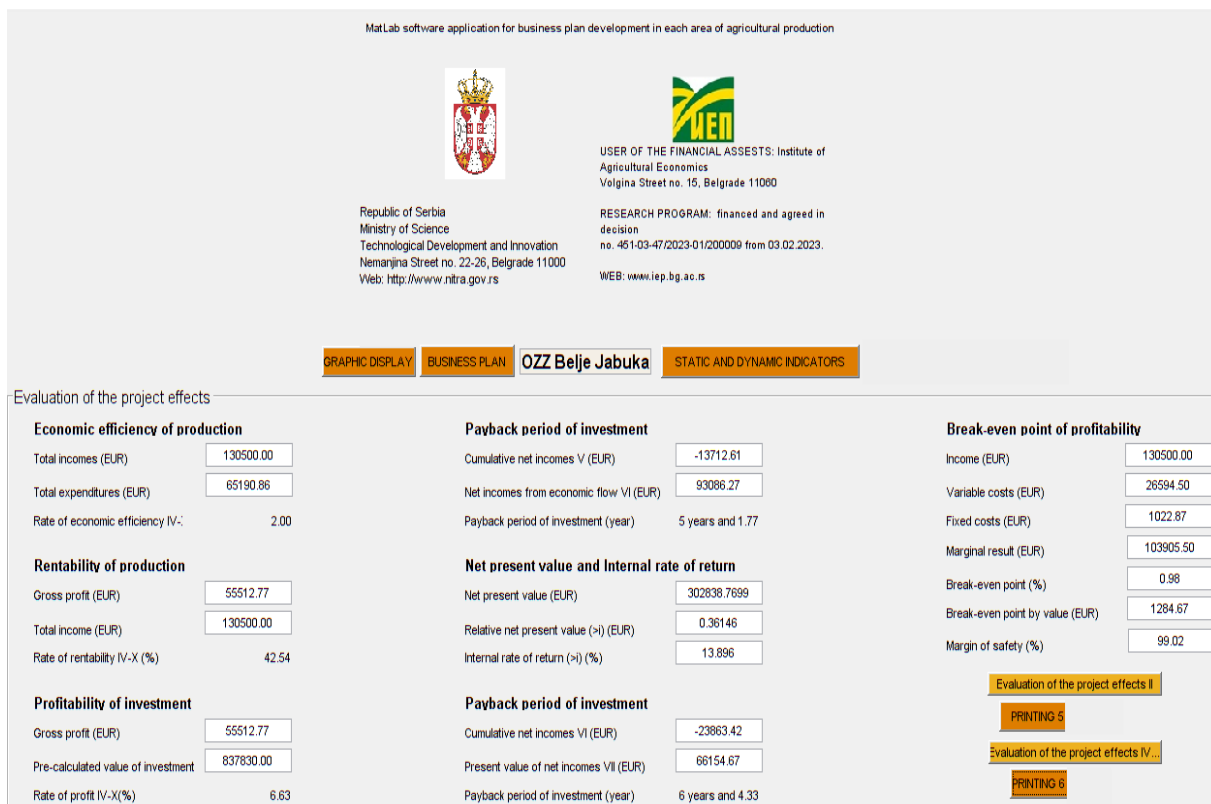 MatLab software application for business plan development in each area of agricultural production
ИЕП
USER OF THE FINANCIAL ASSESTS: Institute of
Agricultural Economics
Volgina Street no. 15, Belgrade 11060
Republic of Serbia
Ministry of Science
Technological Development and Innovation
Nemanjina Street no. 22-26, Belgrade 11000
Web: http://www.nitra.gov.rs
RESEARCH PROGRAM: financed and agreed in
decision
no. 451-03-47/2023-01/200009 from 03.02.2023.
WEB: www.iep.bg.ac.rs
GRAPHIC DISPLAY BUSINESS PLAN OZZ Belje Jabuka STATIC AND DYNAMIC INDICATORS
Evaluation of the project effects
Economic efficiency of production
Total incomes (EUR) 130500.00
Total expenditures (EUR) 65190.86
Rate of economic efficiency IV-: 2.00
Rentability of production
Gross profit (EUR) 55512.77
Total income (EUR) 130500.00
Rate of rentability IV-X (%) 42.54
Profitability of investment
Gross profit (EUR) 55512.77
Pre-calculated value of investment 837830.00
Rate of profit IV-X(%) 6.63
Payback period of investment
Cumulative net incomes V (EUR) -13712.61
Net incomes from economic flow VI (EUR) 93086.27
Payback period of investment (year) 5 years and 1.77
Net present value and Internal rate of return
Net present value (EUR) 302838.7699
Relative net present value (>i) (EUR) 0.36146
Internal rate of return (>i) (%) 13.896
Payback period of investment
Cumulative net incomes VI (EUR) -23863.42
Present value of net incomes VII (EUR) 66154.67
Payback period of investment (year) 6 years and 4.33
Break-even point of profitability
Income (EUR) 130500.00
Variable costs (EUR) 26594.50
Fixed costs (EUR) 1022.87
Marginal result (EUR) 103905.50
Break-even point (%) 0.98
Break-even point by value (EUR) 1284.67
Margin of safety (%) 99.02
Evaluation of the project effects II
PRINTING 5
Evaluation of the project effects IV...
PRINTING 6